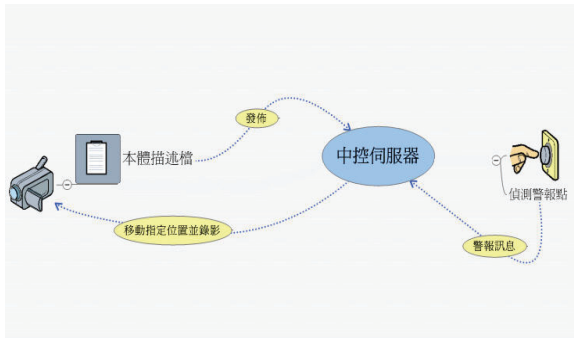 發佈
本體描述檔
中控伺服器
偵測警報點
移動指定位置並錄影
警報訊息